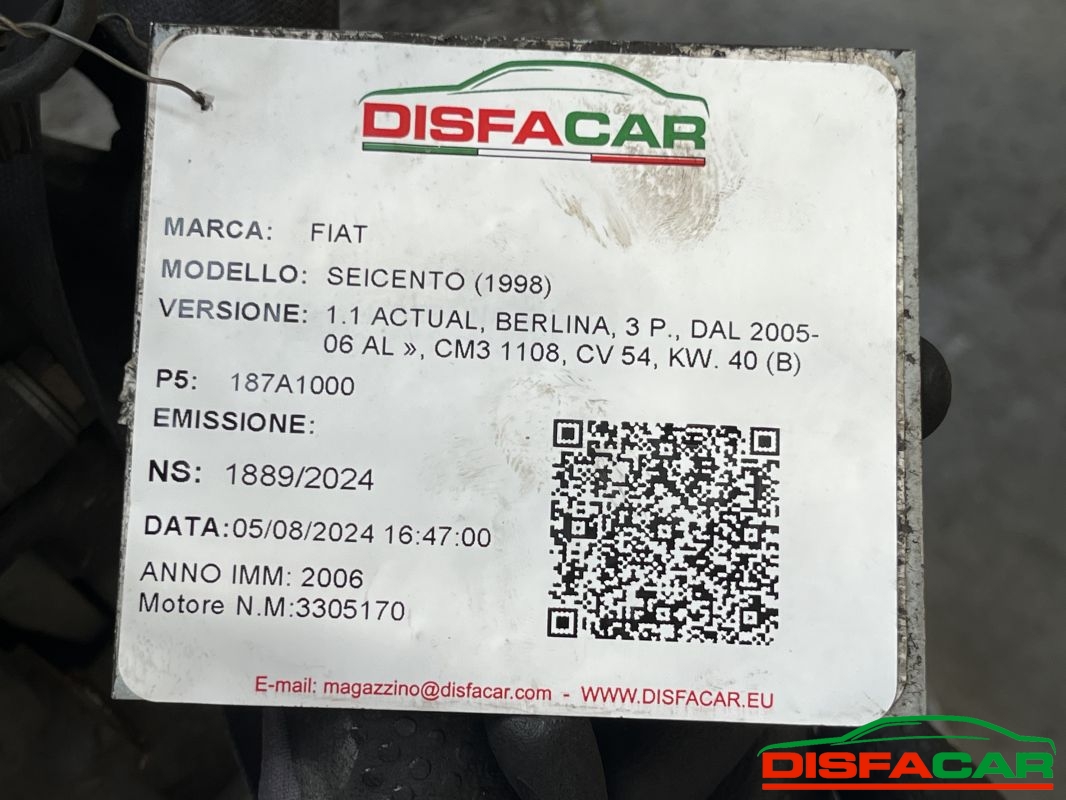 DISFACAR
MARCA: FIAT
MODELLO: SEICENTO (1998)
VERSIONE: 1.1 ACTUAL, BERLINA, 3 P., DAL 2005-
06 AL », CM3 1108, CV 54, KW. 40 (B)
P5: 187A1000
EMISSIONE:
NS: 1889/2024
DATA:05/08/2024 16:47:00
ANNO IMM: 2006
Motore N.M:3305170
E-mail: magazzino@disfacar.com - WWW.DISFACAR.EU
DISFACAR